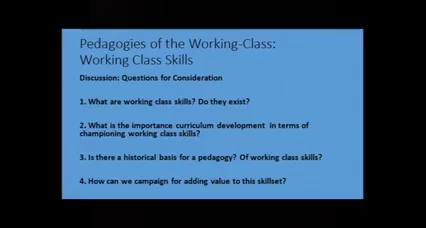 Pedagogies of the Working-Class:
Working Class Skills
Discussion: Questions for Consideration
1. What are working class skills? Do they exist?
2. What is the importance curriculum development in terms of
championing working class skills?
3. Is there a historical basis for a pedagogy? Of working class skills?
4. How can we campaign for adding value to this skillset?